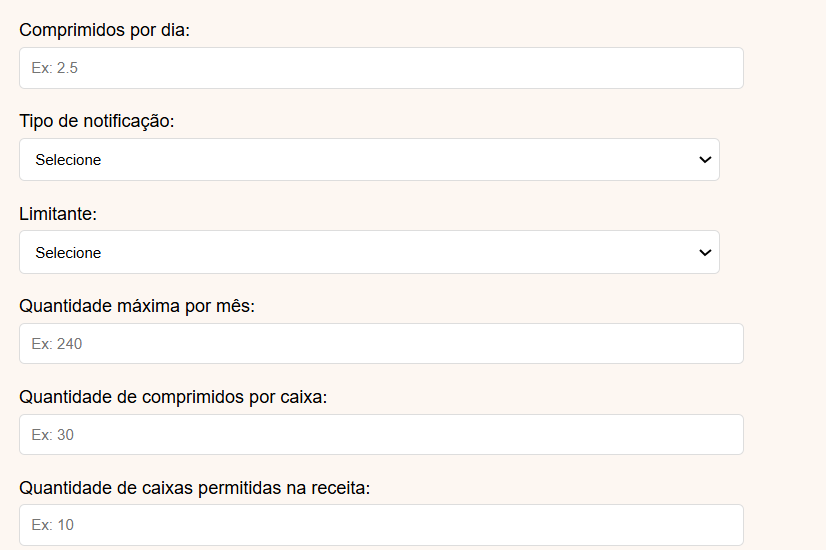 Comprimidos por dia:
Ex: 2.5
Tipo de notificação:
Selecione
Limitante:
Selecione
Quantidade máxima por mês:
Ex: 240
Quantidade de comprimidos por caixa:
Ex: 30
Quantidade de caixas permitidas na receita:
Ex: 10